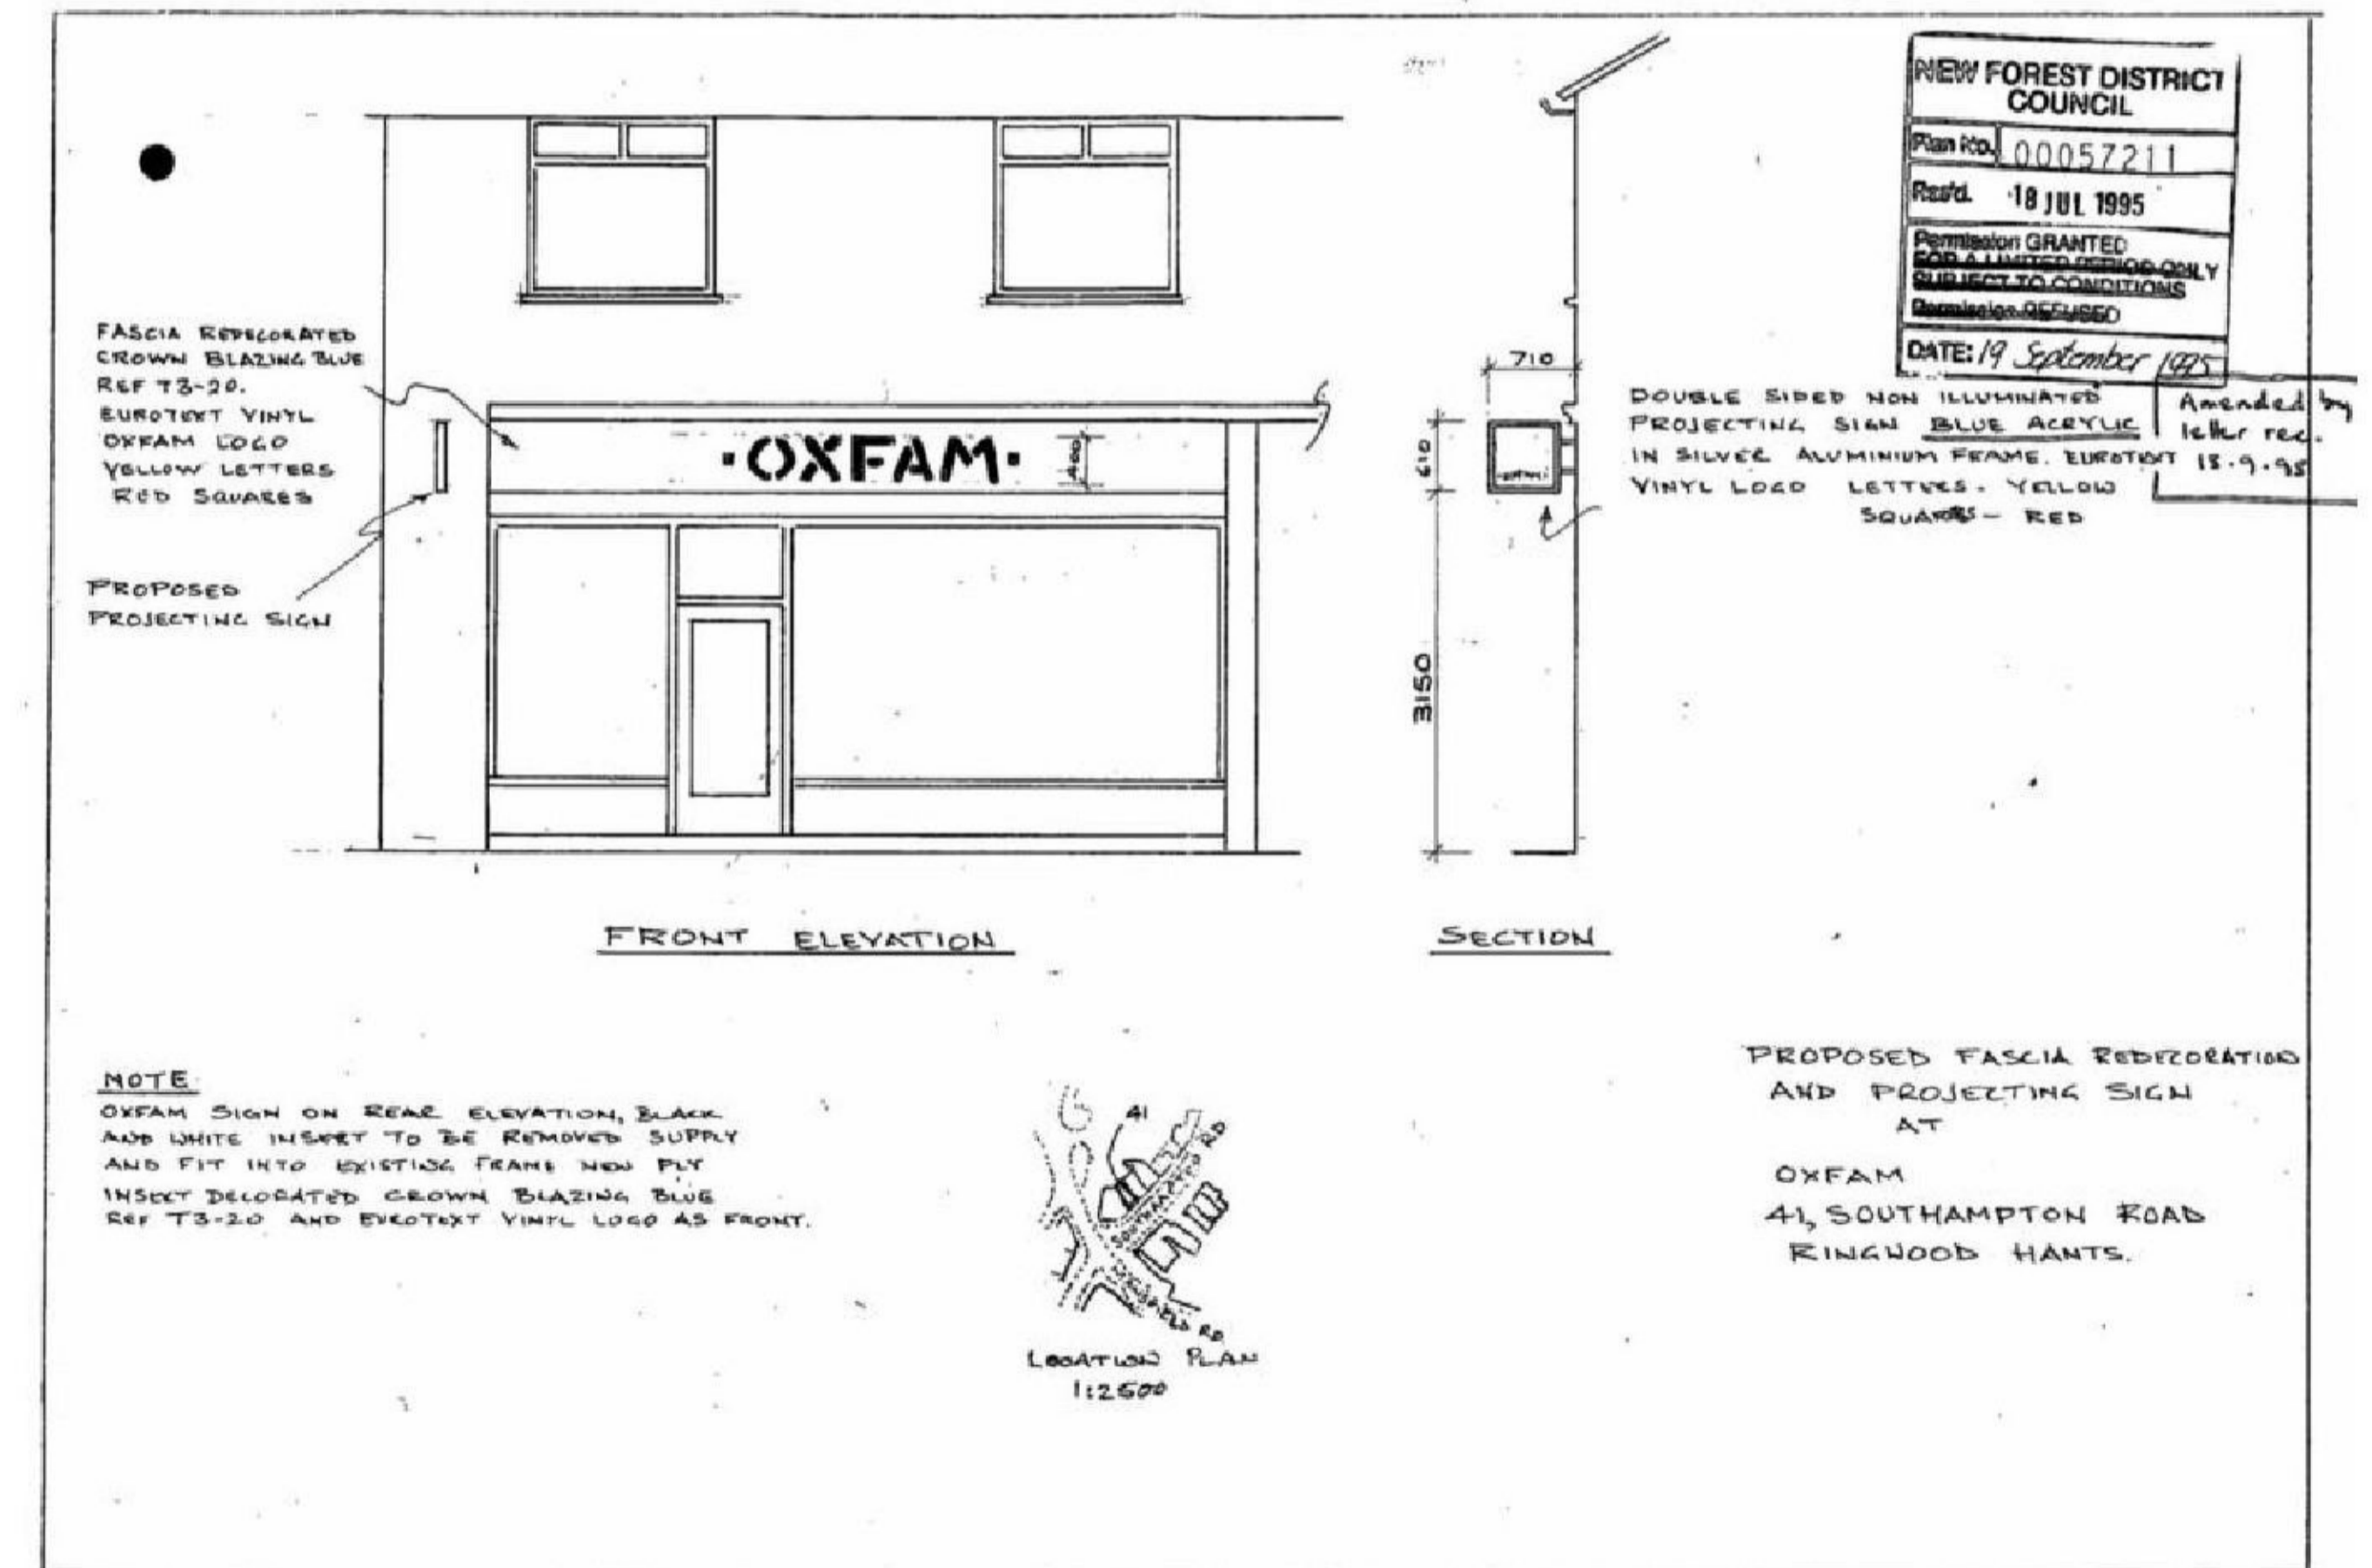 NEW FOREST DISTRICT
COUNCIL
Plan No. 00057211
Rec'd. 18 JUL 1995
Permission GRANTED
FOR A LIMITED PERIOD ONLY
SUBJECT TO CONDITIONS
Permission REFUSED
DATE: 19 September 1995
Amended by
letter rec.
FASCIA REDECORATED
CROWN BLAZING BLUE
REF T3-20.
EUROTEXT VINYL
OXFAM LOGO
YELLOW LETTERS
RED SQUARES
PROPOSED
PROJECTING SIGN
·OXFAM·
400
710
610
3150
DOUBLE SIDED NON ILLUMINATED
PROJECTING SIGN BLUE ACRYLIC
IN SILVER ALUMINIUM FRAME. EUROTEXT
VINYL LOGO LETTERS - YELLOW
SQUARES - RED
FRONT ELEVATION
SECTION
NOTE
OXFAM SIGN ON REAR ELEVATION, BLACK
AND WHITE INSERT TO BE REMOVED SUPPLY
AND FIT INTO EXISTING FRAME NEW PLY
INSERT DECORATED CROWN BLAZING BLUE
REF T3-20 AND EUROTEXT VINYL LOGO AS FRONT.
41
SOUTHAMPTON RD
RD
LOCATION PLAN
1:2500
PROPOSED FASCIA REDECORATION
AND PROJECTING SIGN
AT
OXFAM
41, SOUTHAMPTON ROAD
RINGWOOD HANTS.